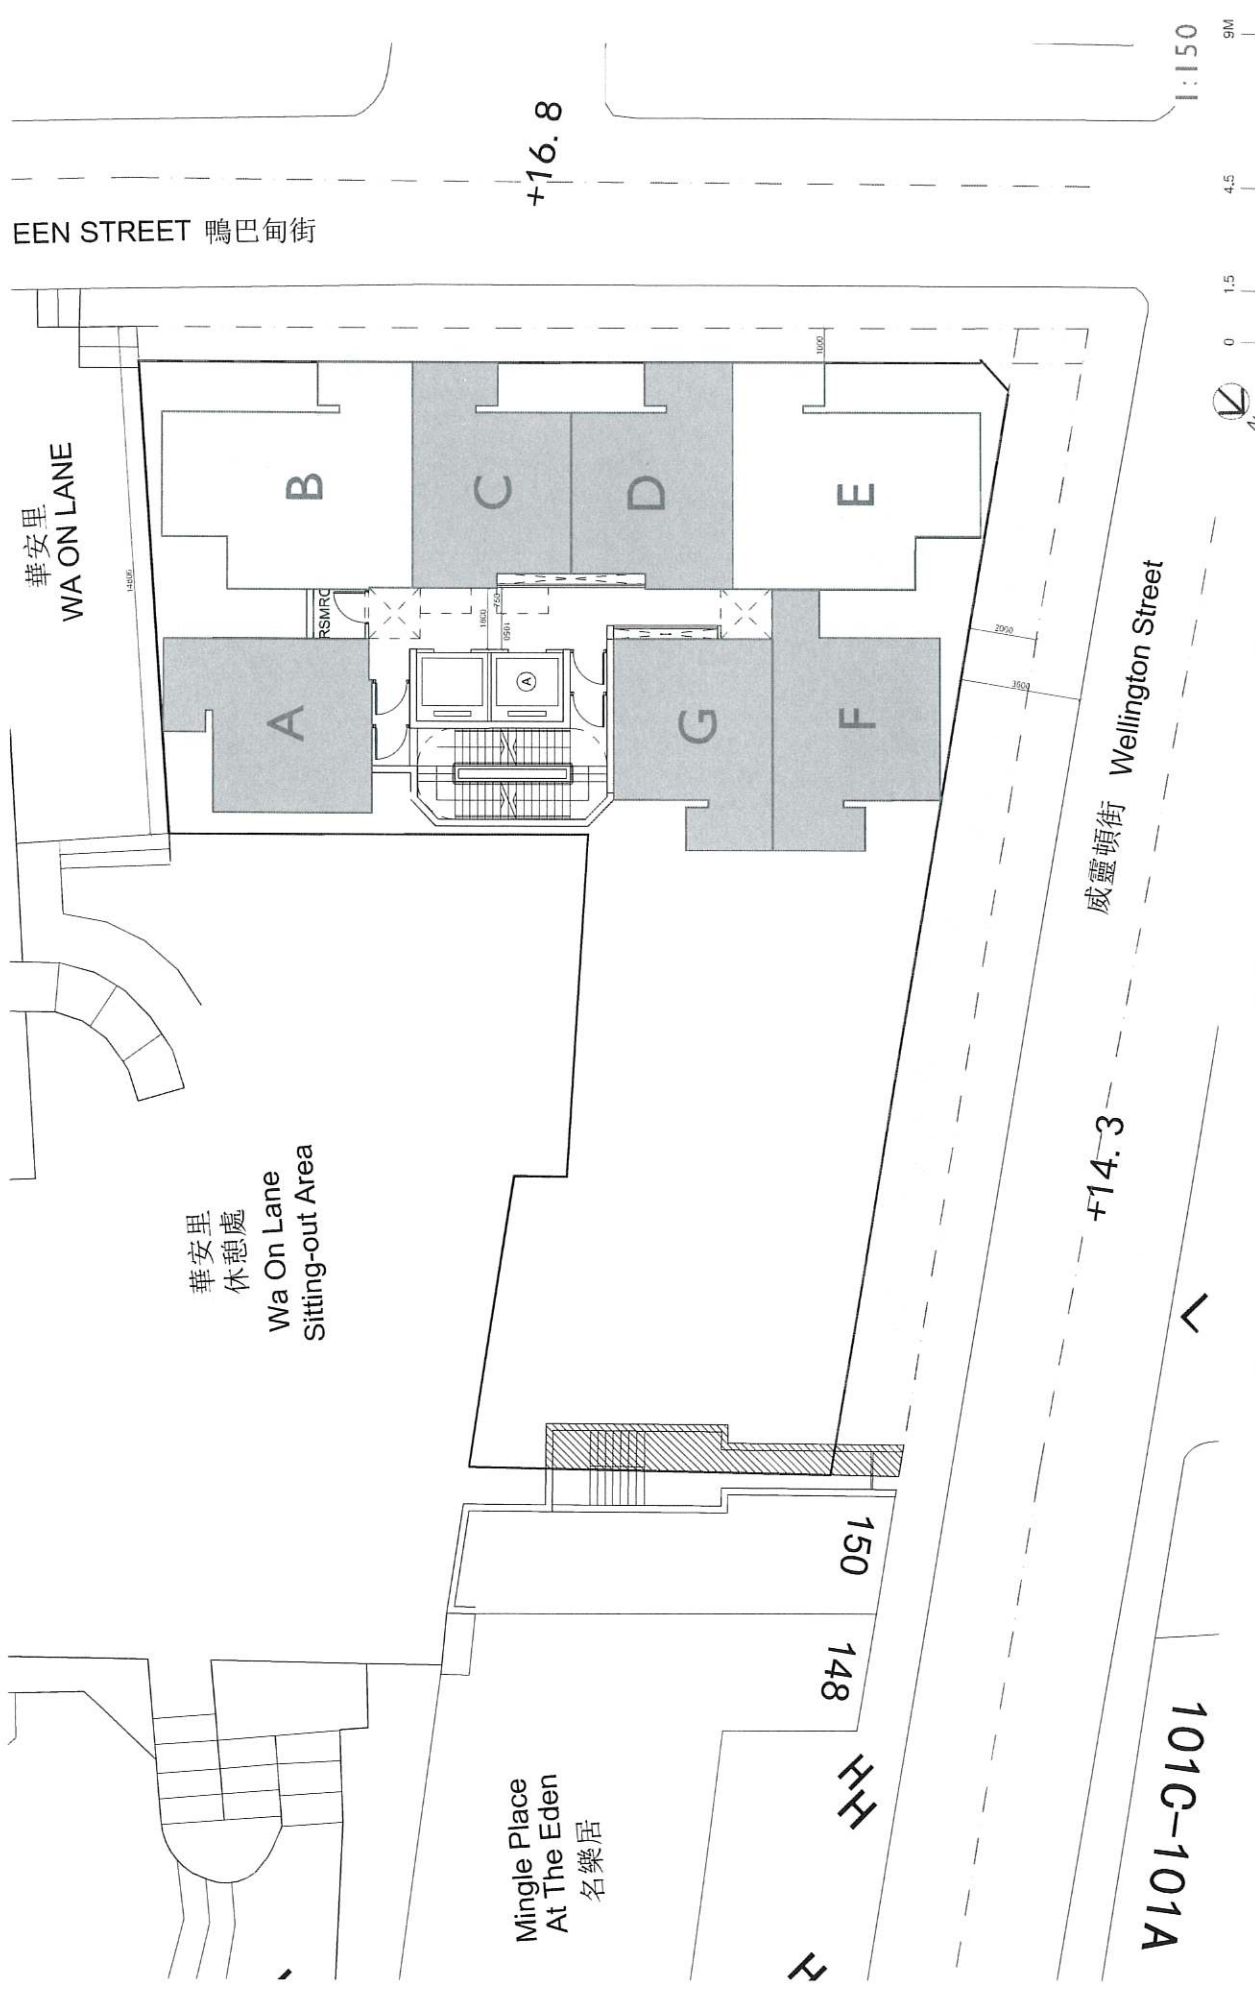 1:150
9M
4.5
1.5
0
+16. 8
EEN STREET 鴨巴甸街
華安里
WA ON LANE
14606
1000
B
C
D
E
RSMRC
1800
750
1050
A
A
G
F
2000
3600
威靈頓街 Wellington Street
+14. 3
華安里
休憩處
Wa On Lane
Sitting-out Area
150
148
Mingle Place
At The Eden
名樂居
101C-101A
H
H
H
L